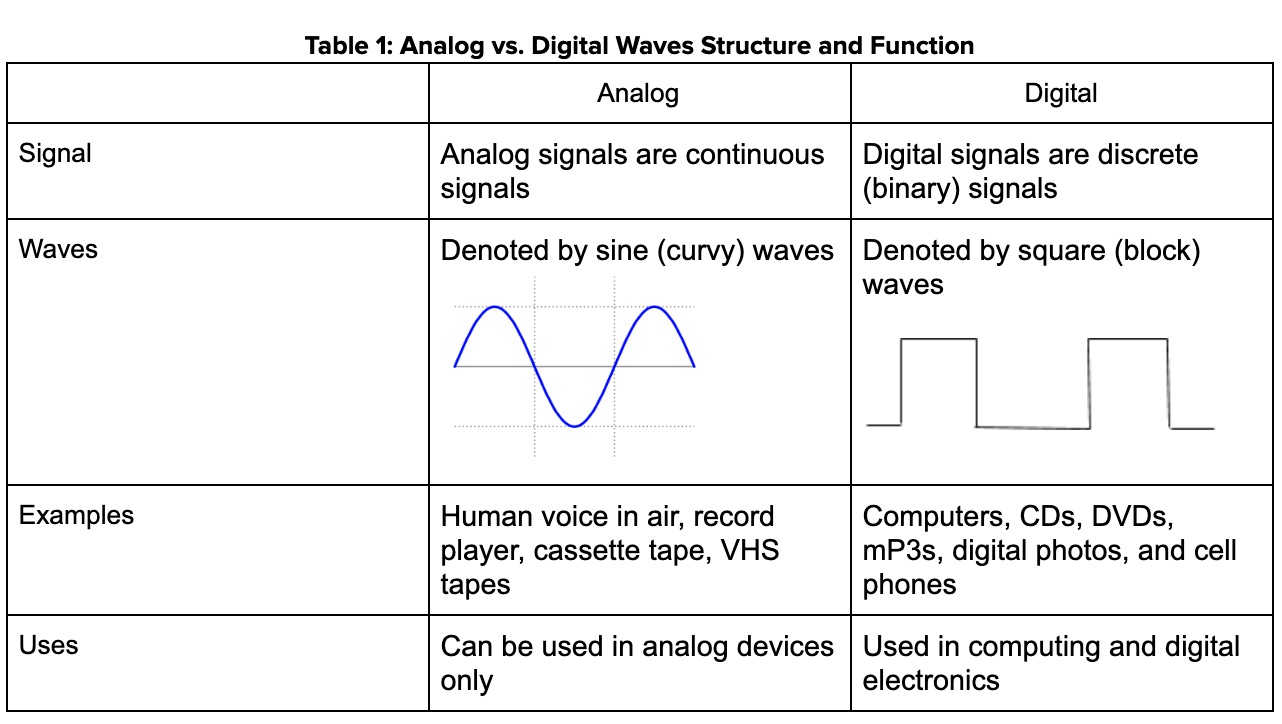 Table 1: Analog vs. Digital Waves Structure and Function
Analog
Digital
Signal
Analog signals are continuous
signals
Digital signals are discrete
(binary) signals
Waves
Denoted by sine (curvy) waves
Denoted by square (block)
waves
Examples
Human voice in air, record
player, cassette tape, VHS
tapes
Computers, CDs, DVDs,
mP3s, digital photos, and cell
phones
Uses
Can be used in analog devices
only
Used in computing and digital
electronics